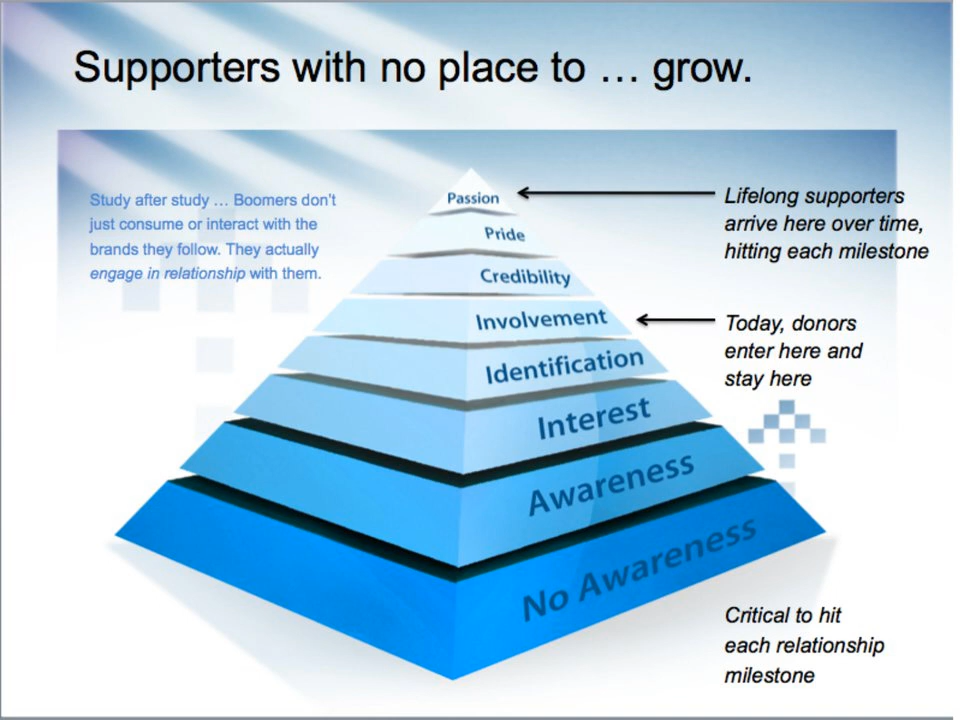 Supporters with no place to … grow.
Study after study … Boomers don’t
just consume or interact with the
brands they follow. They actually
engage in relationship with them.
Passion
Pride
Credibility
Involvement
Identification
Interest
Awareness
No Awareness
Lifelong supporters
arrive here over time,
hitting each milestone
Today, donors
enter here and
stay here
Critical to hit
each relationship
milestone